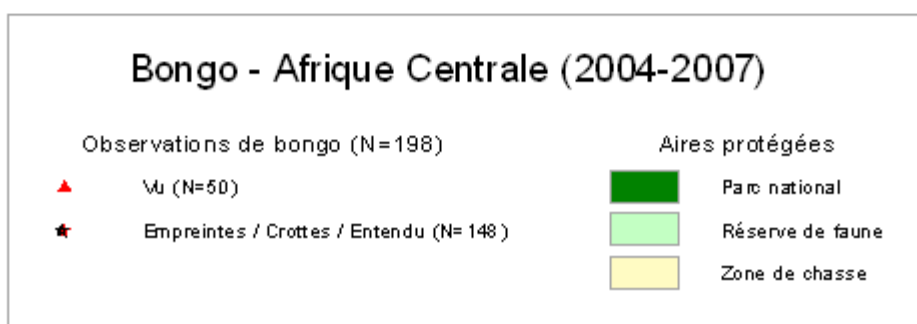 Bongo - Afrique Centrale (2004-2007)
Observations de bongo (N=198)
Vu (N=50)
Empreintes / Crottes / Entendu (N=148)
Aires protégées
Parc national
Réserve de faune
Zone de chasse